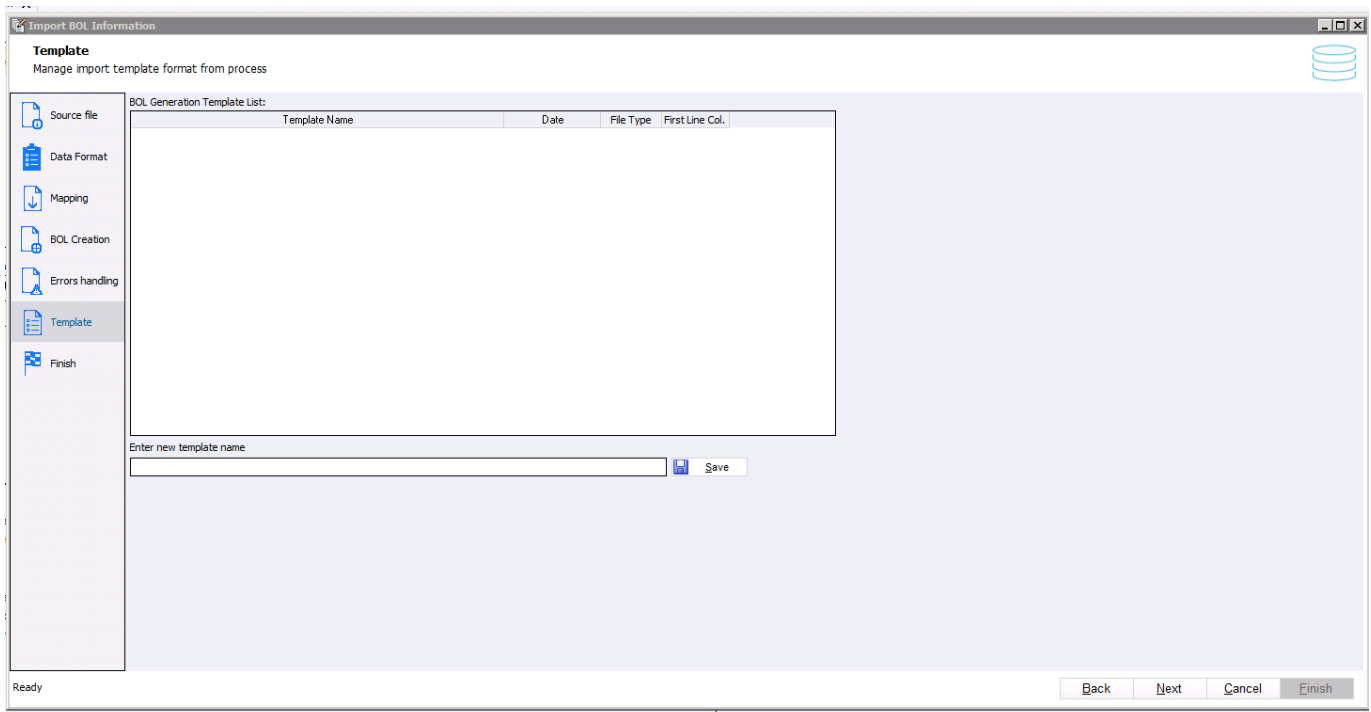 Import BOL Information
Template
Manage import template format from process
Source file
Data Format
Mapping
BOL Creation
Errors handling
Template
Finish
BOL Generation Template List:
Template Name Date File Type First Line Col.
Enter new template name
Save
Ready
Back Next Cancel Finish